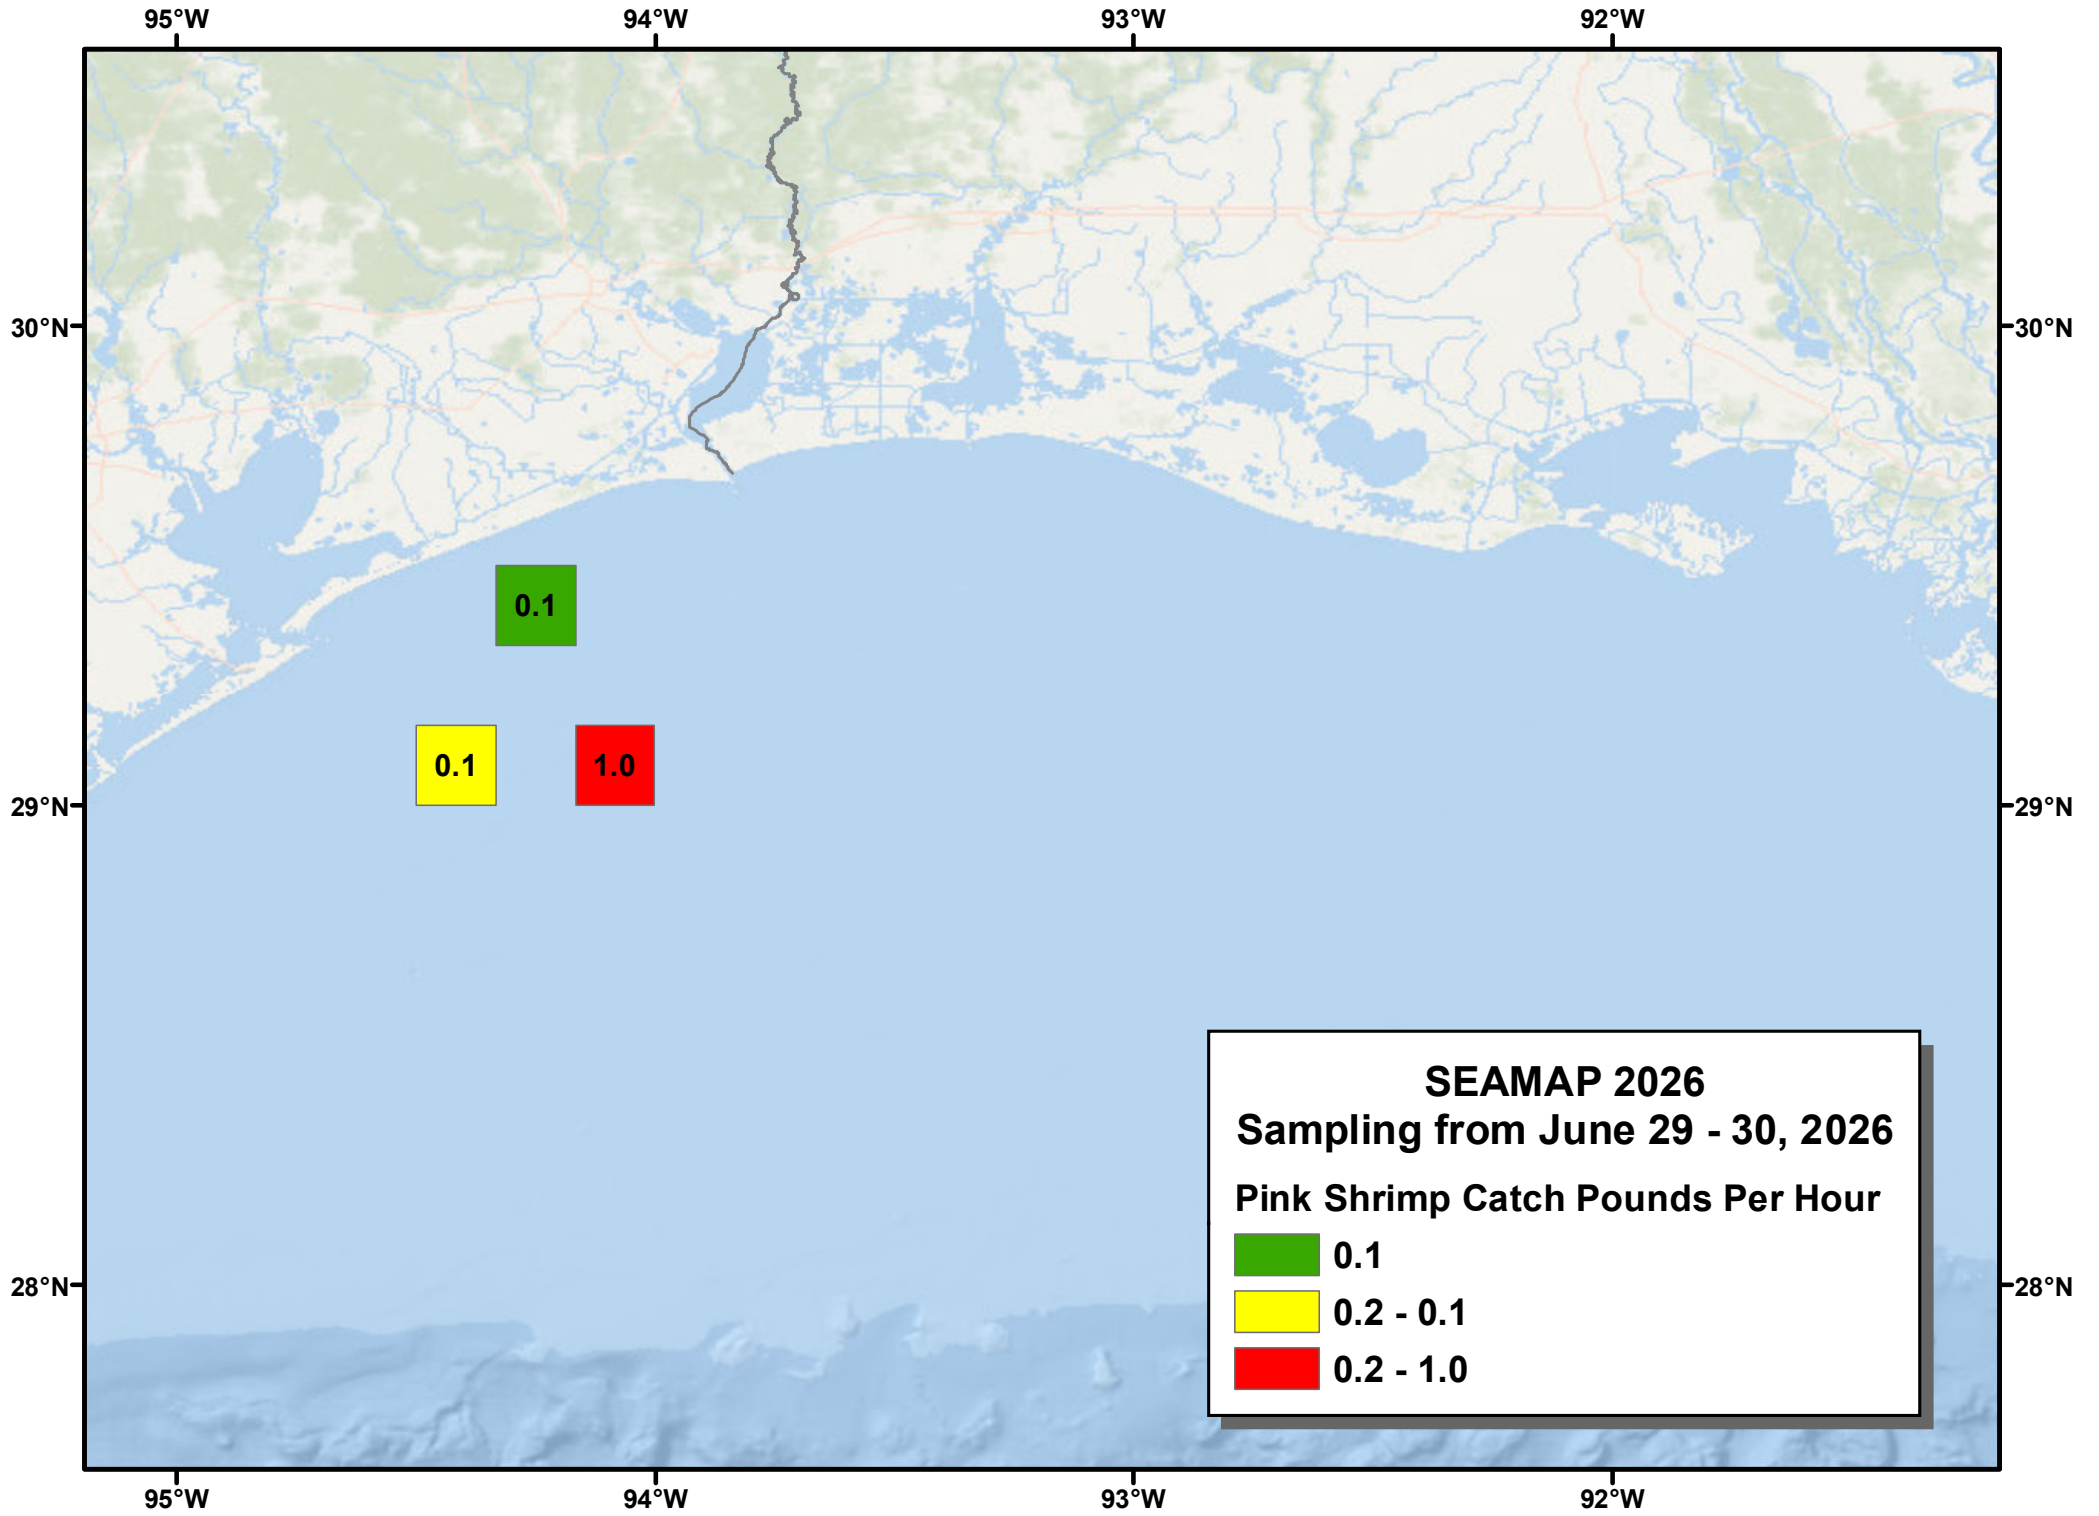 95°W 94°W 93°W 92°W
30°N 30°N
0.1
0.1 1.0
29°N 29°N
SEAMAP 2026
Sampling from June 29 - 30, 2026
Pink Shrimp Catch Pounds Per Hour
0.1
0.2 - 0.1
0.2 - 1.0
28°N 28°N
95°W 94°W 93°W 92°W